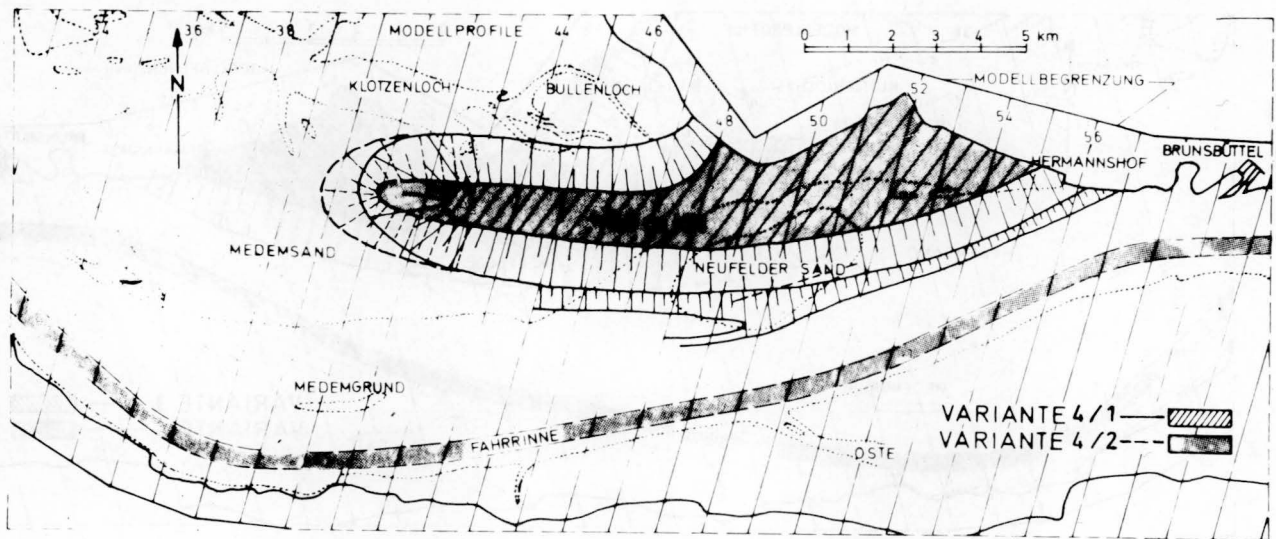 36 38 MODELLPROFILE 44 46
0 1 2 3 4 5 km
N
KLOTZENLOCH
BULLENLOCH
MODELLBEGRENZUNG
48 50 52 54 56
HERMANNSHOF
BRUNSBÜTTEL
MEDEMSAND
NEUFELDER SAND
MEDEMGRUND
FAHRRINNE
OSTE
VARIANTE 4/1
VARIANTE 4/2